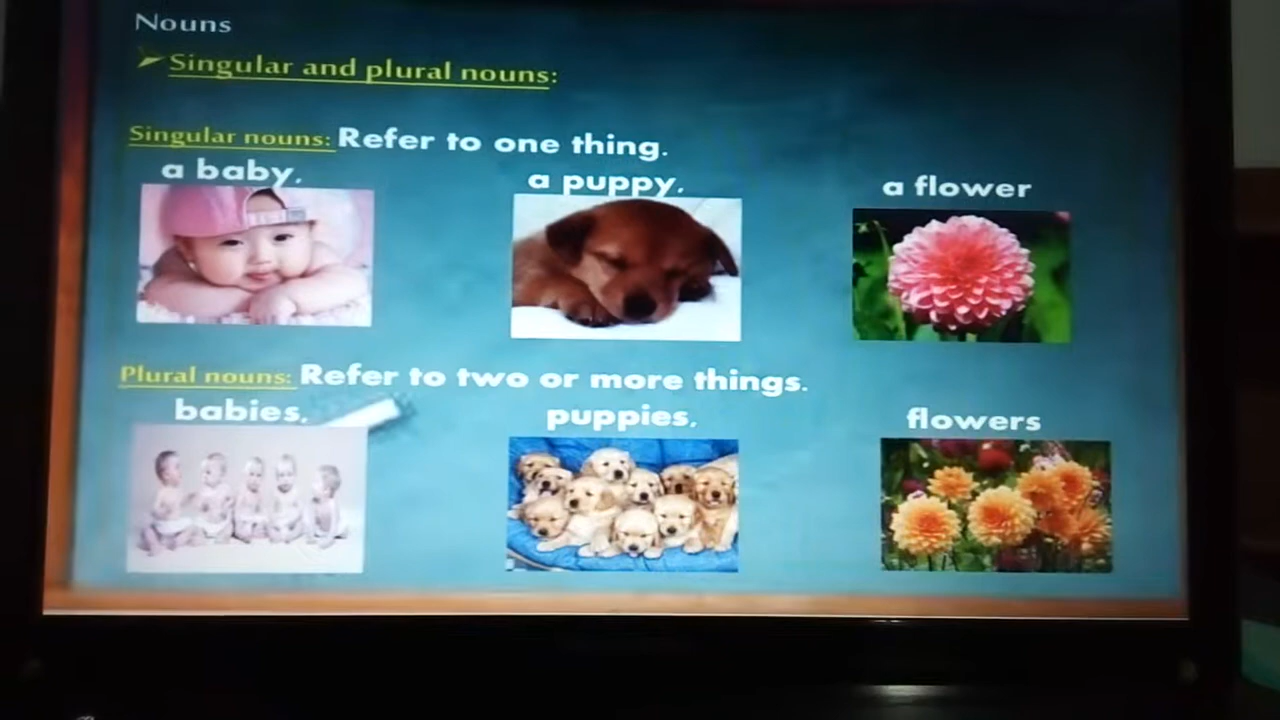 Nouns
Singular and plural nouns:
Singular nouns: Refer to one thing.
a baby, a puppy, a flower
Plural nouns: Refer to two or more things.
babies, puppies, flowers